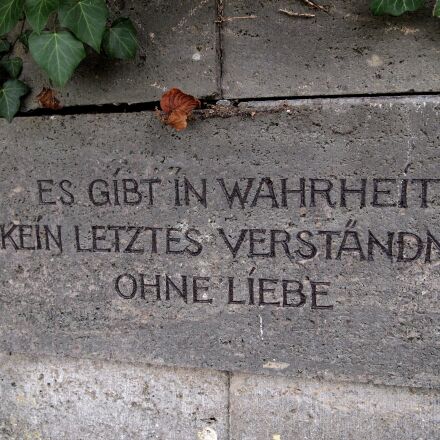 ES GIBT IN WAHRHEIT
KEIN LETZTES VERSTÄNDN
OHNE LIEBE